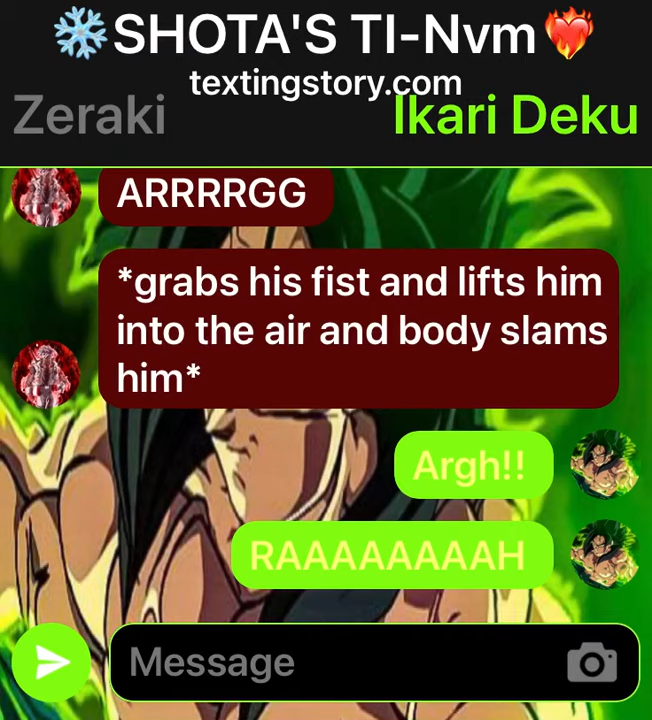 ❄️SHOTA'S TI-Nvm❤️‍🔥
textingstory.com
Zeraki
Ikari Deku
ARRRRGG
*grabs his fist and lifts him
into the air and body slams
him*
Argh!!
RAAAAAAAAAH
Message